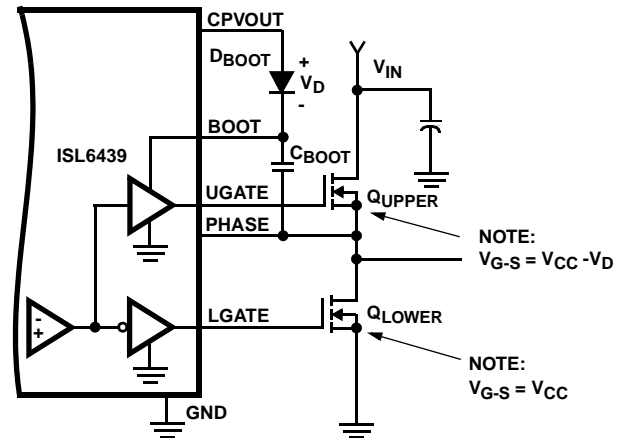 CPVOUT
DBOOT
+
VD
-
VIN
BOOT
CBOOT
ISL6439
UGATE
QUPPER
PHASE
NOTE:
VG-S = VCC -VD
-
+
LGATE
QLOWER
NOTE:
VG-S = VCC
GND